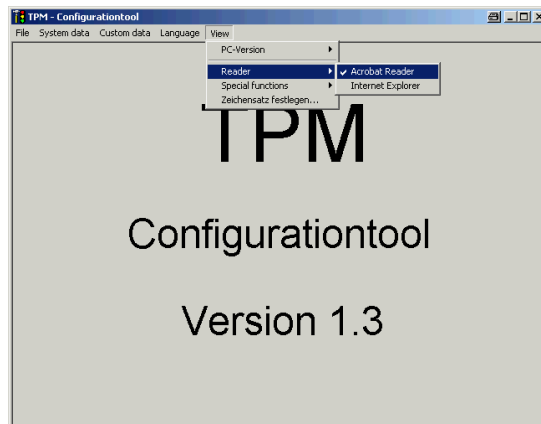 TPM - Configurationtool
File System data Custom data Language View
PC-Version
Reader
Acrobat Reader
Special functions
Internet Explorer
Zeichensatz festlegen...
TPM
Configurationtool
Version 1.3